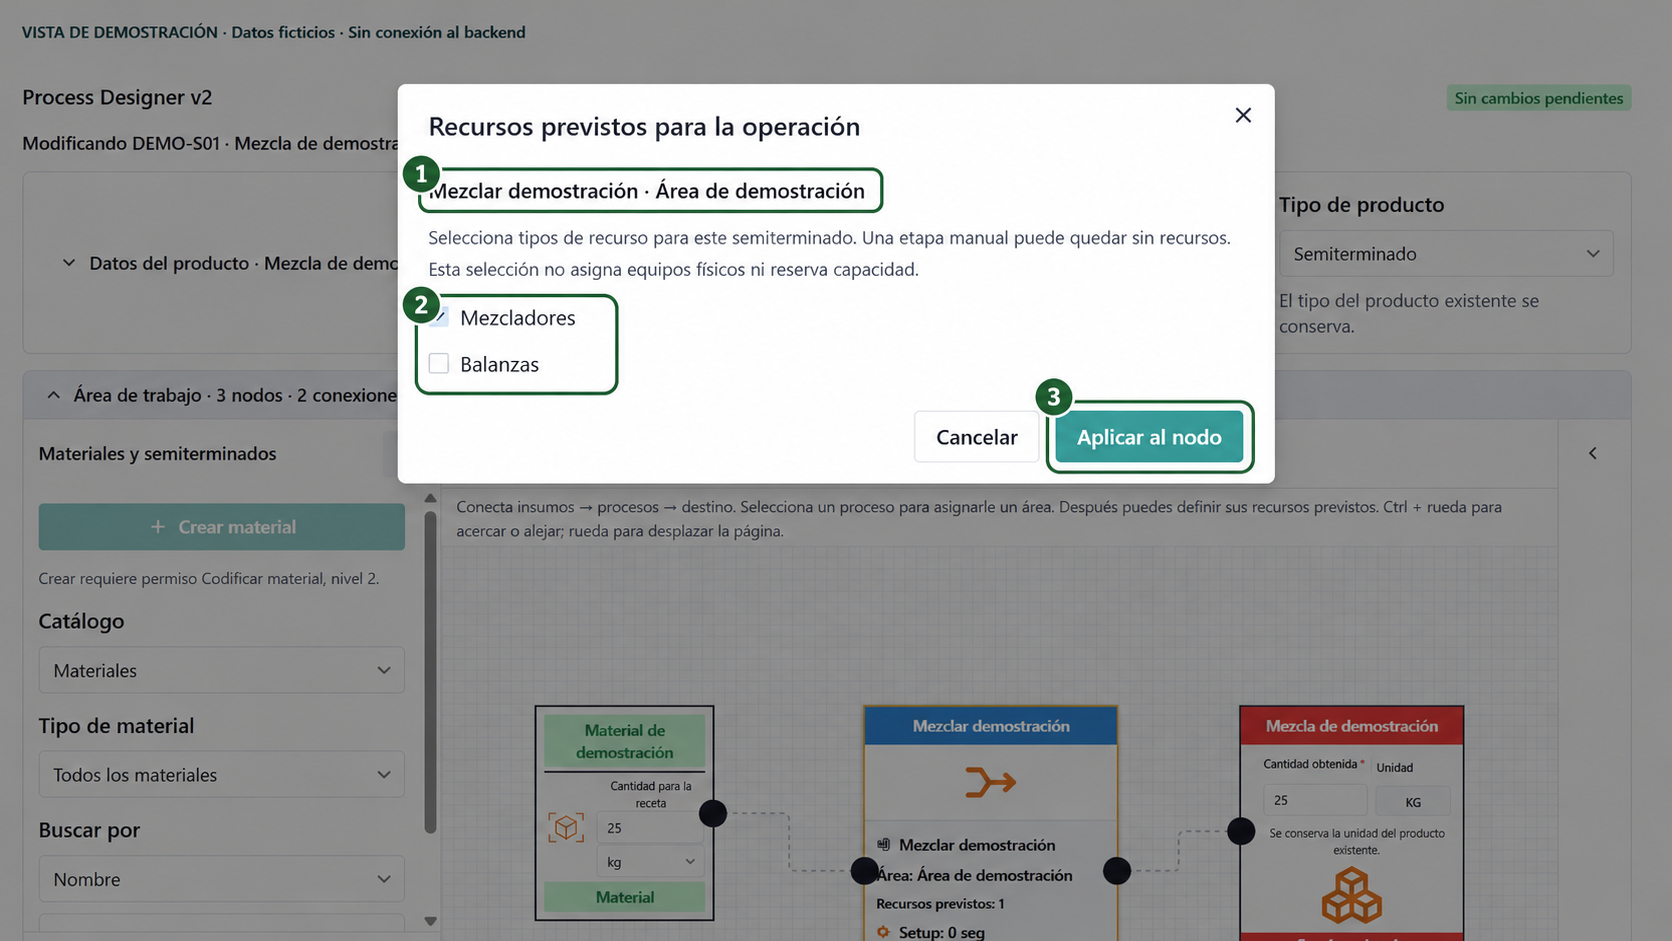 VISTA DE DEMOSTRACIÓN · Datos ficticios · Sin conexión al backend
Process Designer v2
Sin cambios pendientes
Modificando DEMO-S01 · Mezcla de demostra
Recursos previstos para la operación
1
Mezclar demostración · Área de demostración
Selecciona tipos de recurso para este semiterminado. Una etapa manual puede quedar sin recursos.
Esta selección no asigna equipos físicos ni reserva capacidad.
2
Mezcladores
Balanzas
3
Cancelar
Aplicar al nodo
Datos del producto · Mezcla de demo
Tipo de producto
Semiterminado
El tipo del producto existente se
conserva.
Área de trabajo · 3 nodos · 2 conexione
Materiales y semiterminados
+ Crear material
Crear requiere permiso Codificar material, nivel 2.
Catálogo
Materiales
Tipo de material
Todos los materiales
Buscar por
Nombre
Conecta insumos → procesos → destino. Selecciona un proceso para asignarle un área. Después puedes definir sus recursos previstos. Ctrl + rueda para
acercar o alejar; rueda para desplazar la página.
Material de
demostración
Cantidad para la
receta
25
kg
Material
Mezclar demostración
Mezclar demostración
Área: Área de demostración
Recursos previstos: 1
Setup: 0 seg
Mezcla de demostración
Cantidad obtenida *
Unidad
25
KG
Se conserva la unidad del producto
existente.